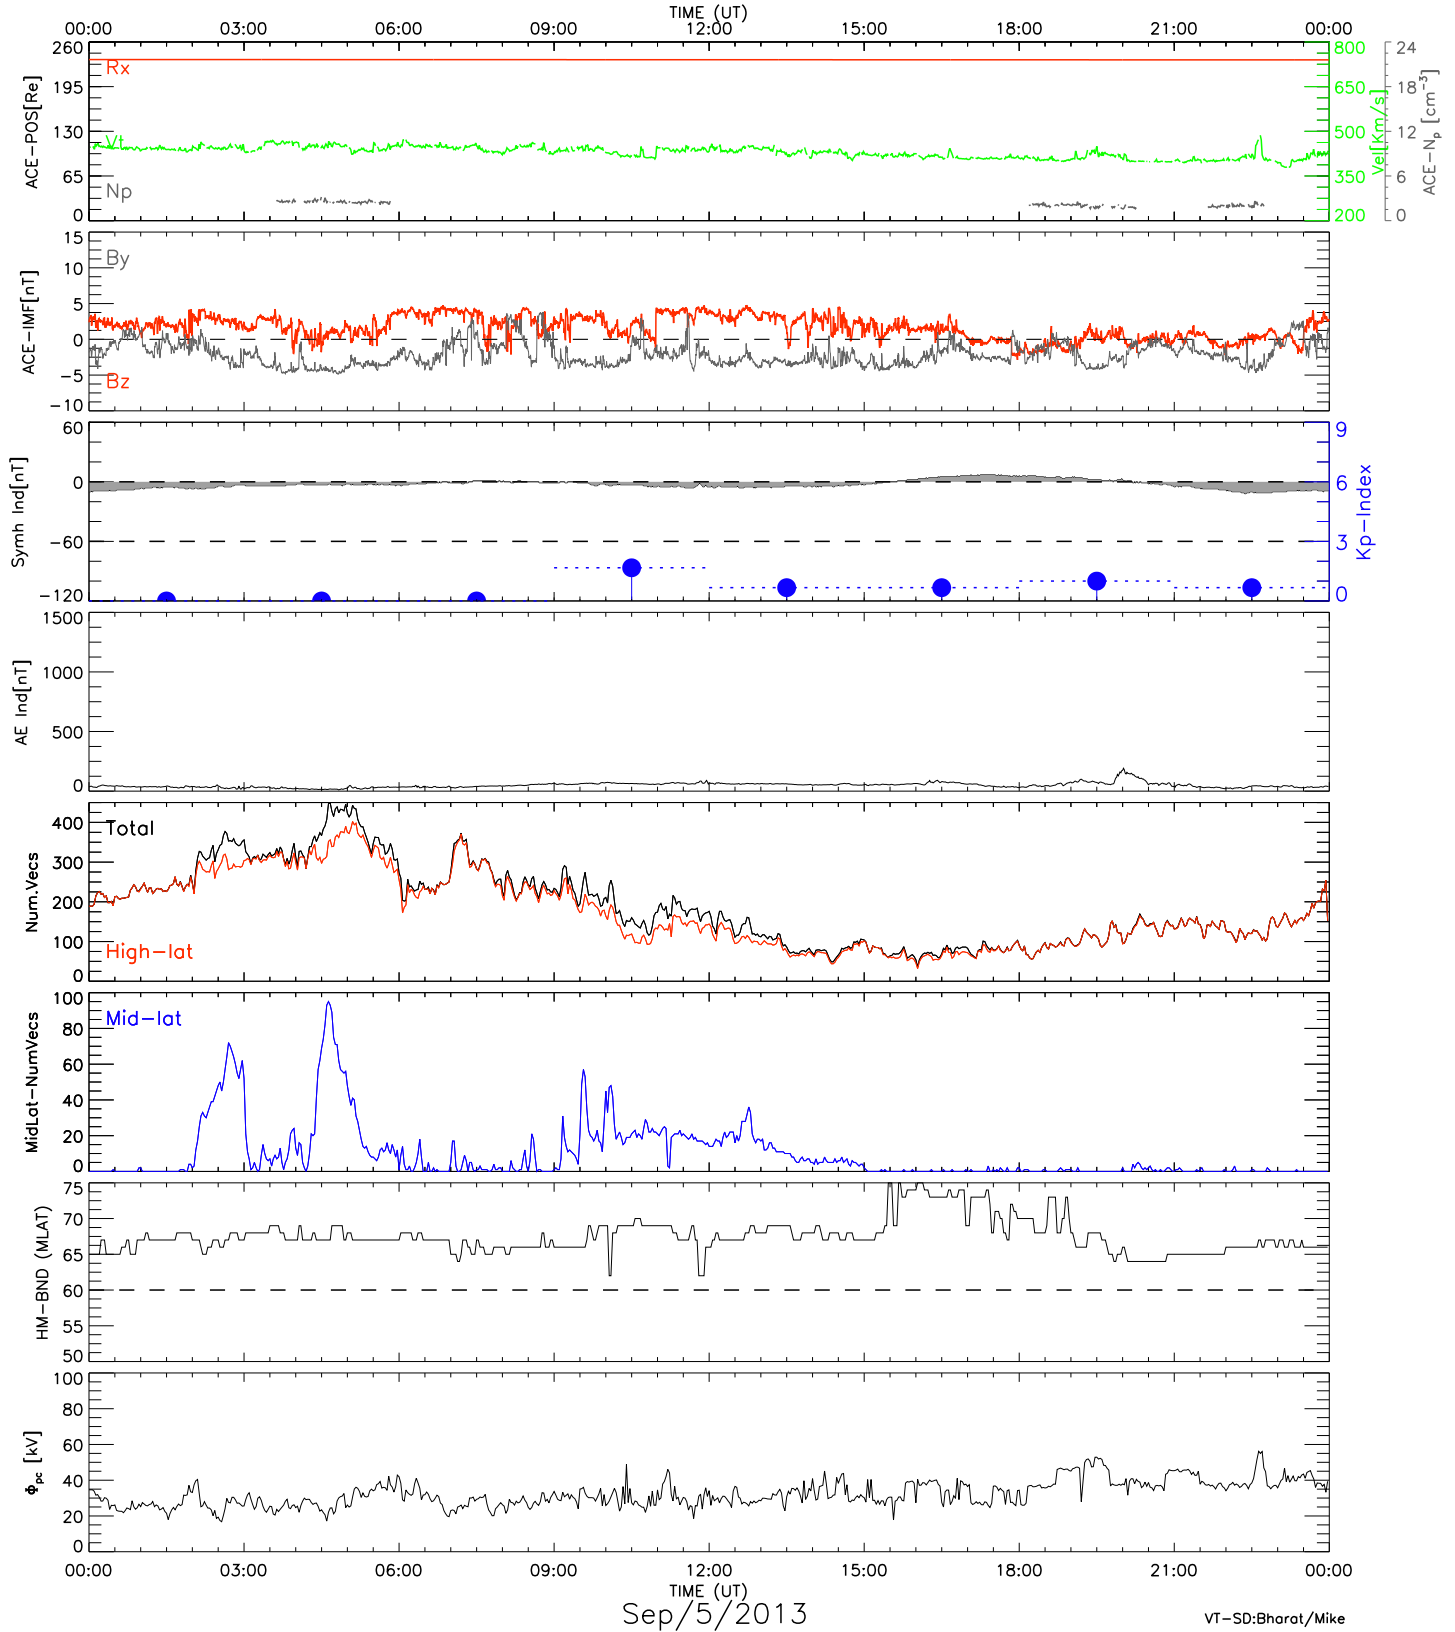 TIME (UT)
00:00 03:00 06:00 09:00 12:00 15:00 18:00 21:00 00:00
ACE-POS[Re]
260
195
130
65
0
Rx
Vt
Np
800
650
500
350
200
Vel[Km/s]
24
18
12
6
0
ACE-Np [cm-3]
ACE-IMF[nT]
15
10
5
0
-5
-10
By
Bz
Symh Ind[nT]
60
0
-60
-120
9
6
3
0
Kp-Index
AE Ind[nT]
1500
1000
500
0
Num.Vecs
400
300
200
100
0
Total
High-lat
MidLat-NumVecs
100
80
60
40
20
0
Mid-lat
HM-BND (MLAT)
75
70
65
60
55
50
Φpc [kV]
100
80
60
40
20
0
00:00 03:00 06:00 09:00 12:00 15:00 18:00 21:00 00:00
TIME (UT)
Sep/5/2013
VT-SD:Bharat/Mike